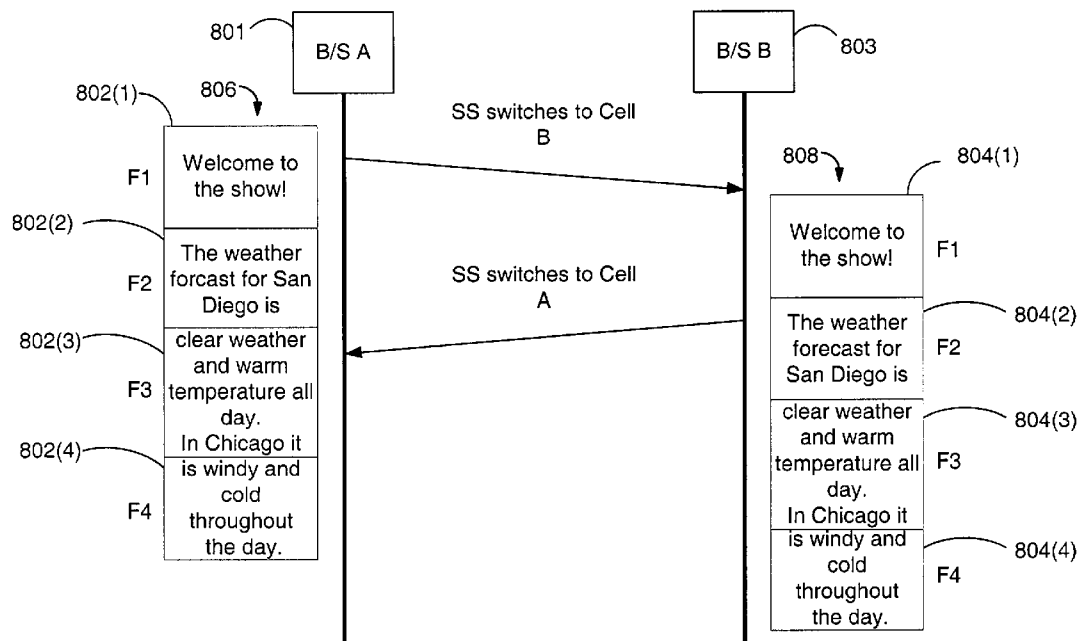 801
B/S A
B/S B
803
802(1)
806
SS switches to Cell
B
808
804(1)
F1
Welcome to
the show!
802(2)
Welcome to
the show!
F1
F2
The weather
forcast for San
Diego is
SS switches to Cell
A
804(2)
The weather
forecast for
San Diego is
F2
802(3)
F3
clear weather
and warm
temperature all
day.
In Chicago it
804(3)
clear weather
and warm
temperature all
day.
In Chicago it
F3
802(4)
F4
is windy and
cold
throughout
the day.
804(4)
is windy and
cold
throughout
the day.
F4